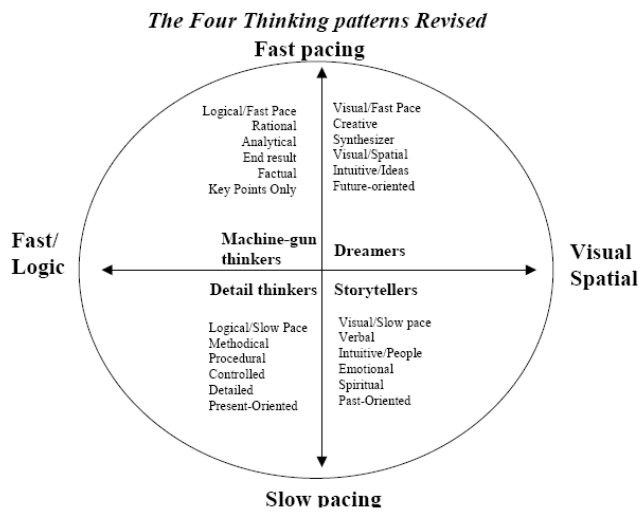 The Four Thinking patterns Revised
Fast pacing
Logical/Fast Pace
Rational
Analytical
End result
Factual
Key Points Only
Visual/Fast Pace
Creative
Synthesizer
Visual/Spatial
Intuitive/Ideas
Future-oriented
Fast/
Logic
Machine-gun
thinkers
Dreamers
Visual
Spatial
Detail thinkers
Storytellers
Logical/Slow Pace
Methodical
Procedural
Controlled
Detailed
Present-Oriented
Visual/Slow pace
Verbal
Intuitive/People
Emotional
Spiritual
Past-Oriented
Slow pacing